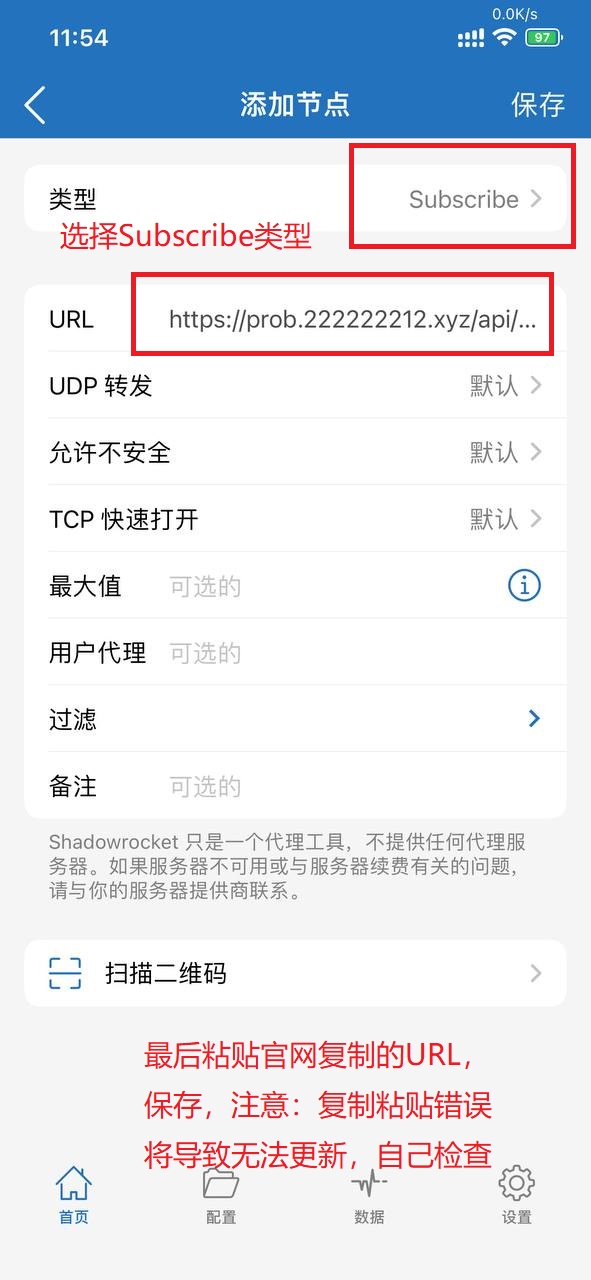 0.0K/s
11:54
97
添加节点
保存
类型
Subscribe
选择Subscribe类型
URL
https://prob.222222212.xyz/api/...
UDP 转发
默认
允许不安全
默认
TCP 快速打开
默认
最大值
可选的
用户代理
可选的
过滤
备注
可选的
Shadowrocket 只是一个代理工具，不提供任何代理服
务器。如果服务器不可用或与服务器续费有关的问题，
请与你的服务器提供商联系。
扫描二维码
最后粘贴官网复制的URL，
保存，注意：复制粘贴错误
将导致无法更新，自己检查
首页
配置
数据
设置